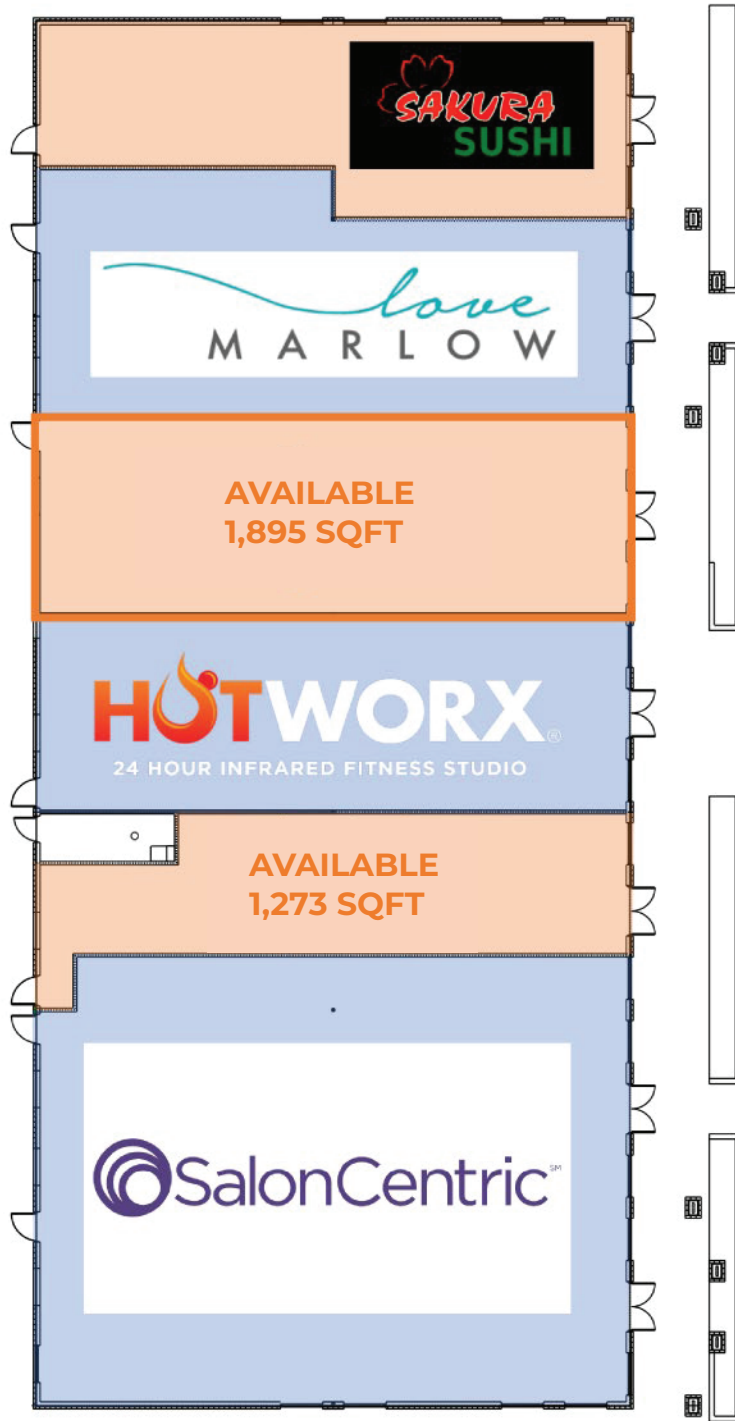 SAKURA
SUSHI
love
MARLOW
AVAILABLE
1,895 SQFT
HOTWORX®
24 HOUR INFRARED FITNESS STUDIO
AVAILABLE
1,273 SQFT
SalonCentric℠